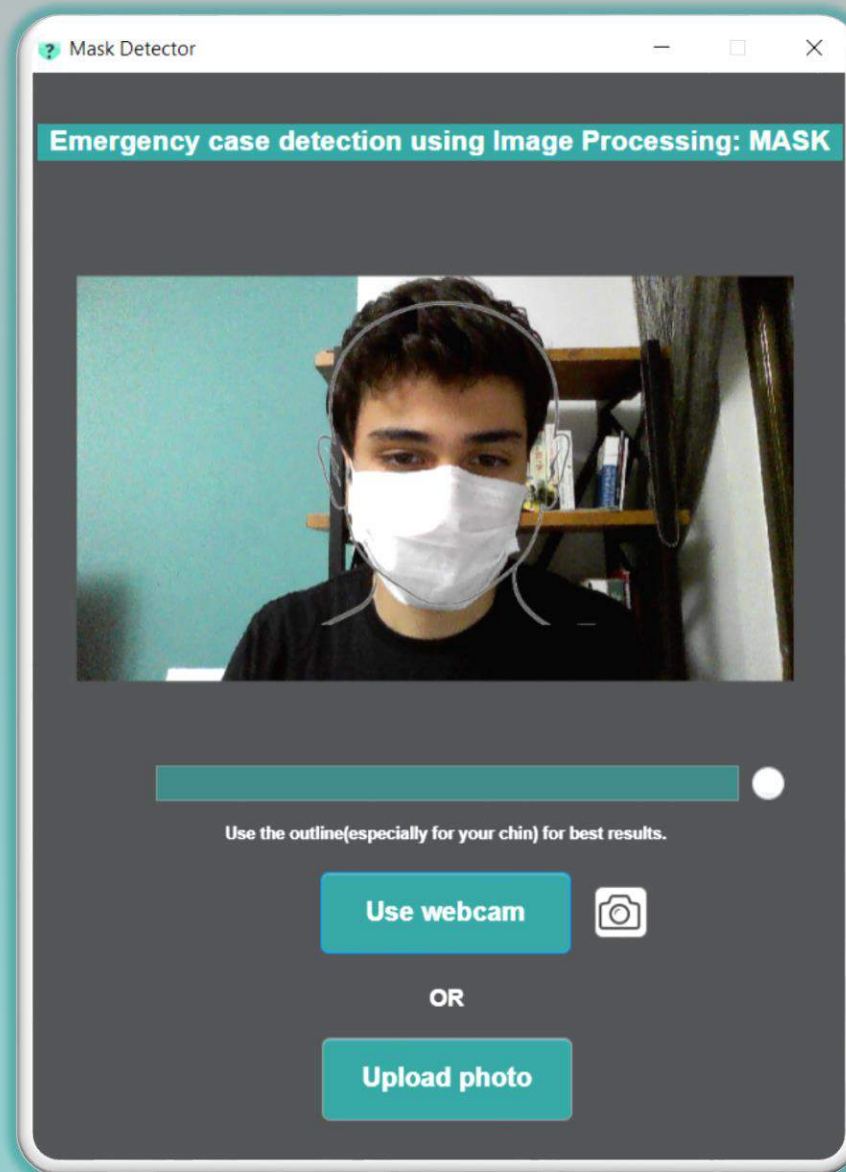 Mask Detector
Emergency case detection using Image Processing: MASK
Use the outline(especially for your chin) for best results.
Use webcam
OR
Upload photo